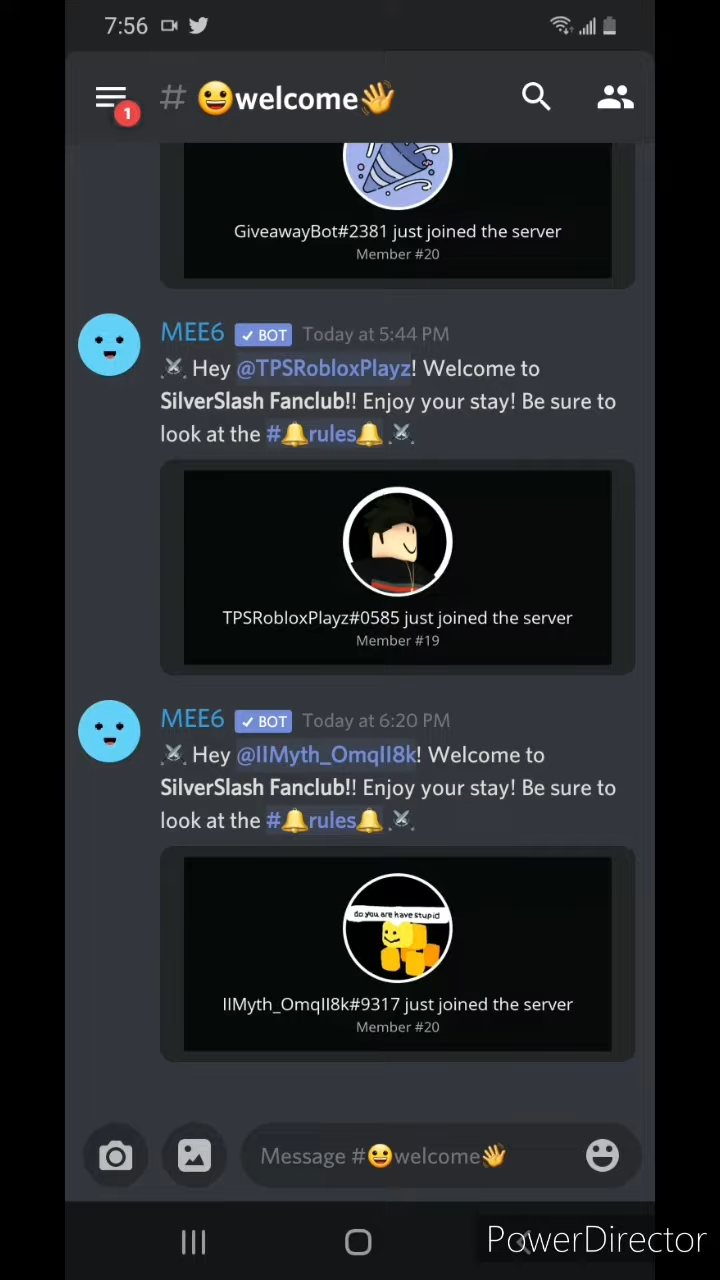 7:56
1
# 😀welcome👋
GiveawayBot#2381 just joined the server
Member #20
MEE6 ✓ BOT Today at 5:44 PM
⚔ Hey @TPSRobloxPlayz! Welcome to
SilverSlash Fanclub!! Enjoy your stay! Be sure to
look at the #🔔rules🔔 ⚔.
TPSRobloxPlayz#0585 just joined the server
Member #19
MEE6 ✓ BOT Today at 6:20 PM
⚔ Hey @IIMyth_OmqII8k! Welcome to
SilverSlash Fanclub!! Enjoy your stay! Be sure to
look at the #🔔rules🔔 ⚔.
do you are have stupid
IIMyth_OmqII8k#9317 just joined the server
Member #20
Message #😀welcome👋
PowerDirector